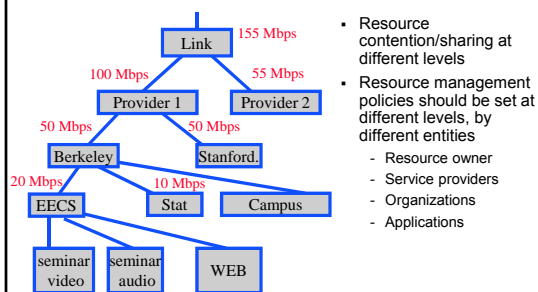 155 Mbps
Link
100 Mbps
55 Mbps
Provider 1
Provider 2
50 Mbps
50 Mbps
Berkeley
Stanford.
20 Mbps
10 Mbps
EECS
Stat
Campus
seminar
video
seminar
audio
WEB
▪ Resource
contention/sharing at
different levels
▪ Resource management
policies should be set at
different levels, by
different entities
- Resource owner
- Service providers
- Organizations
- Applications